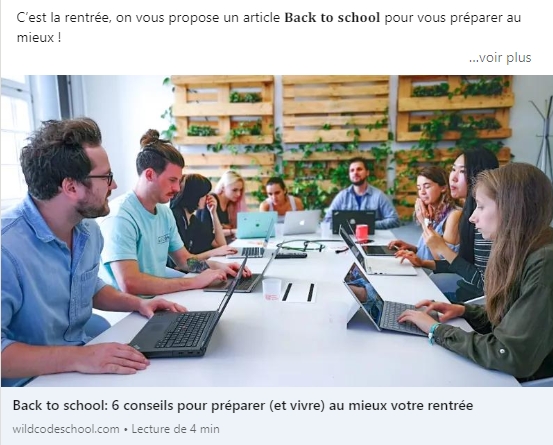 C’est la rentrée, on vous propose un article Back to school pour vous préparer au
mieux !
...voir plus
Back to school: 6 conseils pour préparer (et vivre) au mieux votre rentrée
wildcodeschool.com • Lecture de 4 min